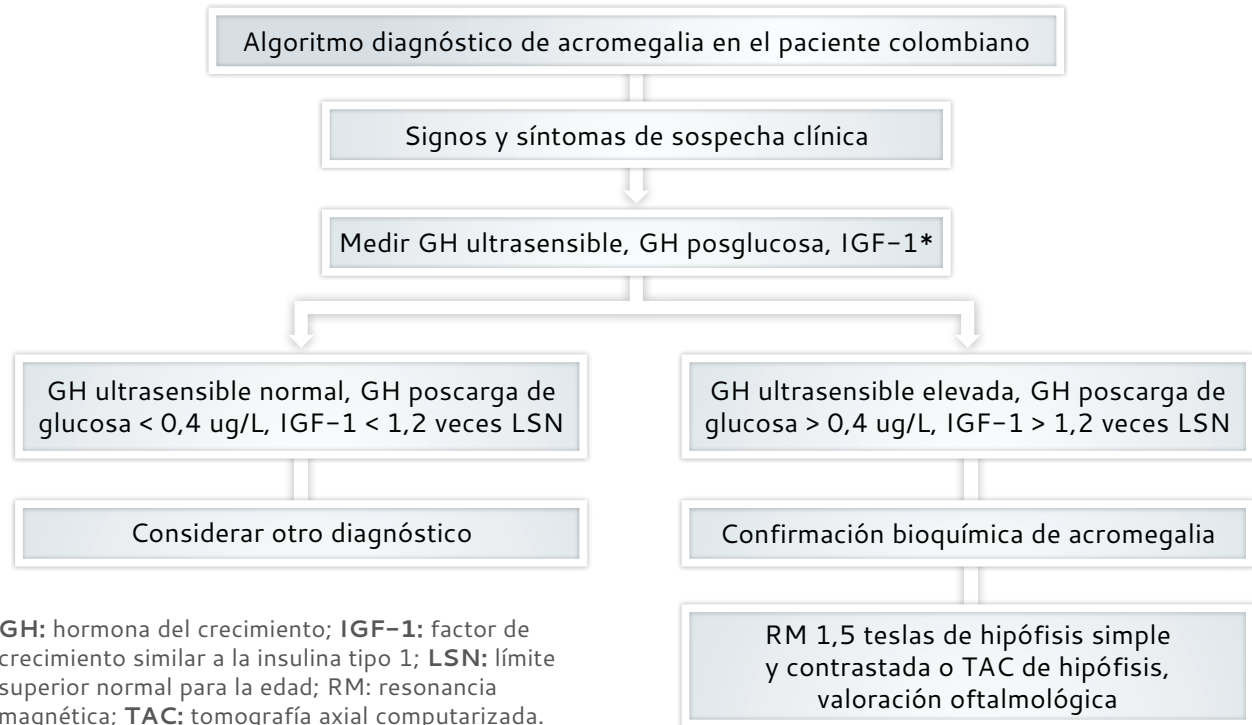 Algoritmo diagnóstico de acromegalia en el paciente colombiano
Signos y síntomas de sospecha clínica
Medir GH ultrasensible, GH posglucosa, IGF-1*
GH ultrasensible normal, GH poscarga de
glucosa < 0,4 ug/L, IGF-1 < 1,2 veces LSN
Considerar otro diagnóstico
GH ultrasensible elevada, GH poscarga de
glucosa > 0,4 ug/L, IGF-1 > 1,2 veces LSN
Confirmación bioquímica de acromegalia
RM 1,5 teslas de hipófisis simple
y contrastada o TAC de hipófisis,
valoración oftalmológica
GH: hormona del crecimiento; IGF-1: factor de
crecimiento similar a la insulina tipo 1; LSN: límite
superior normal para la edad; RM: resonancia
magnética; TAC: tomografía axial computarizada.